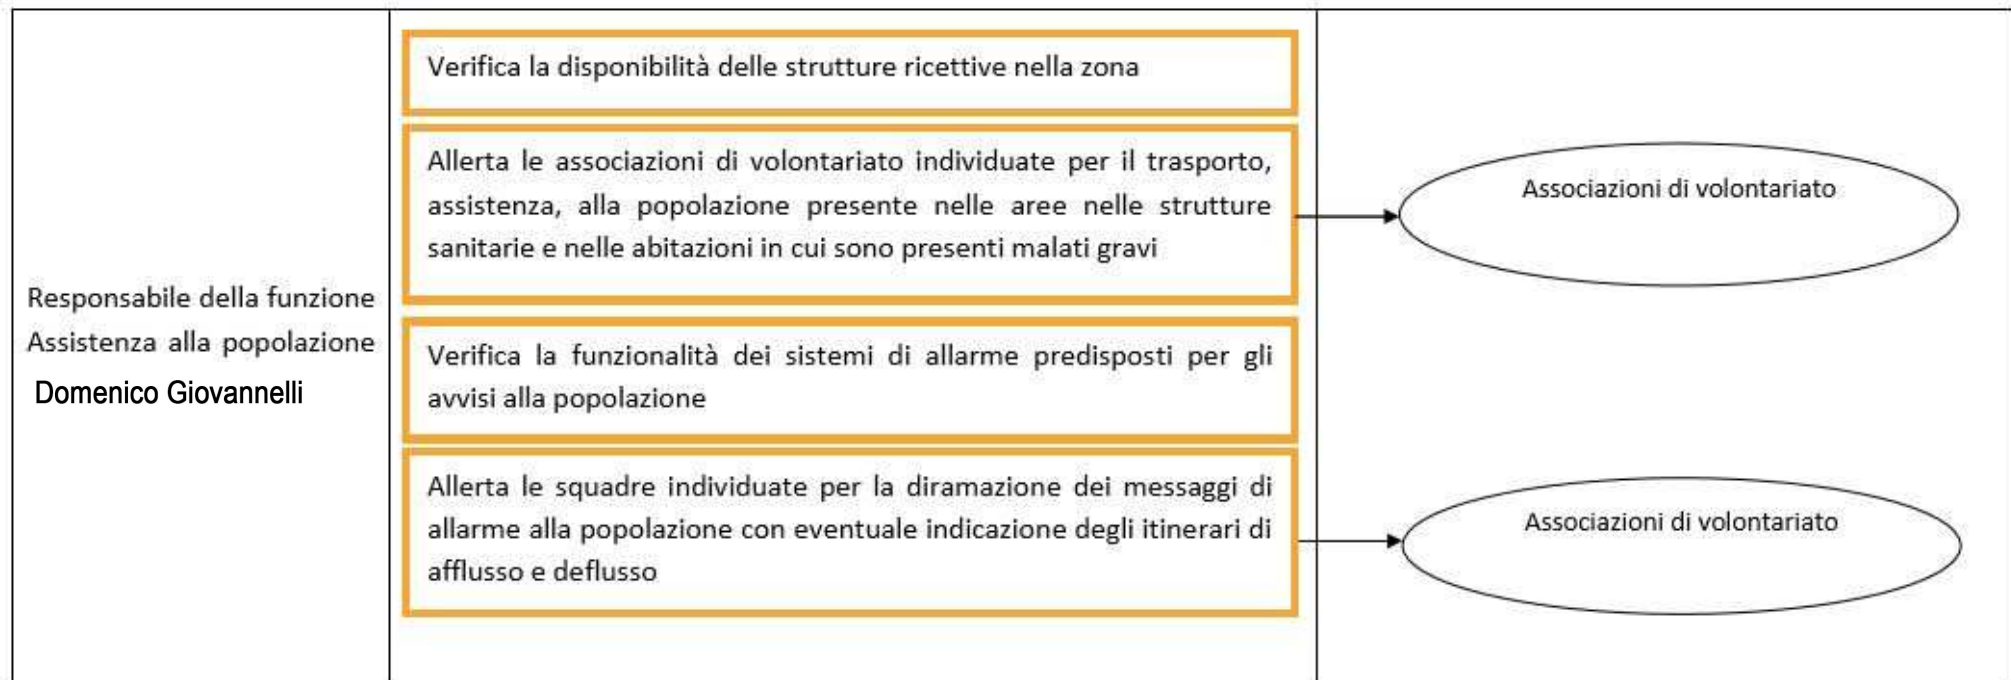 Responsabile della funzione
Assistenza alla popolazione
Domenico Giovannelli
Verifica la disponibilità delle strutture ricettive nella zona
Allerta le associazioni di volontariato individuate per il trasporto,
assistenza, alla popolazione presente nelle aree nelle strutture
sanitarie e nelle abitazioni in cui sono presenti malati gravi
Associazioni di volontariato
Verifica la funzionalità dei sistemi di allarme predisposti per gli
avvisi alla popolazione
Allerta le squadre individuate per la diramazione dei messaggi di
allarme alla popolazione con eventuale indicazione degli itinerari di
afflusso e deflusso
Associazioni di volontariato